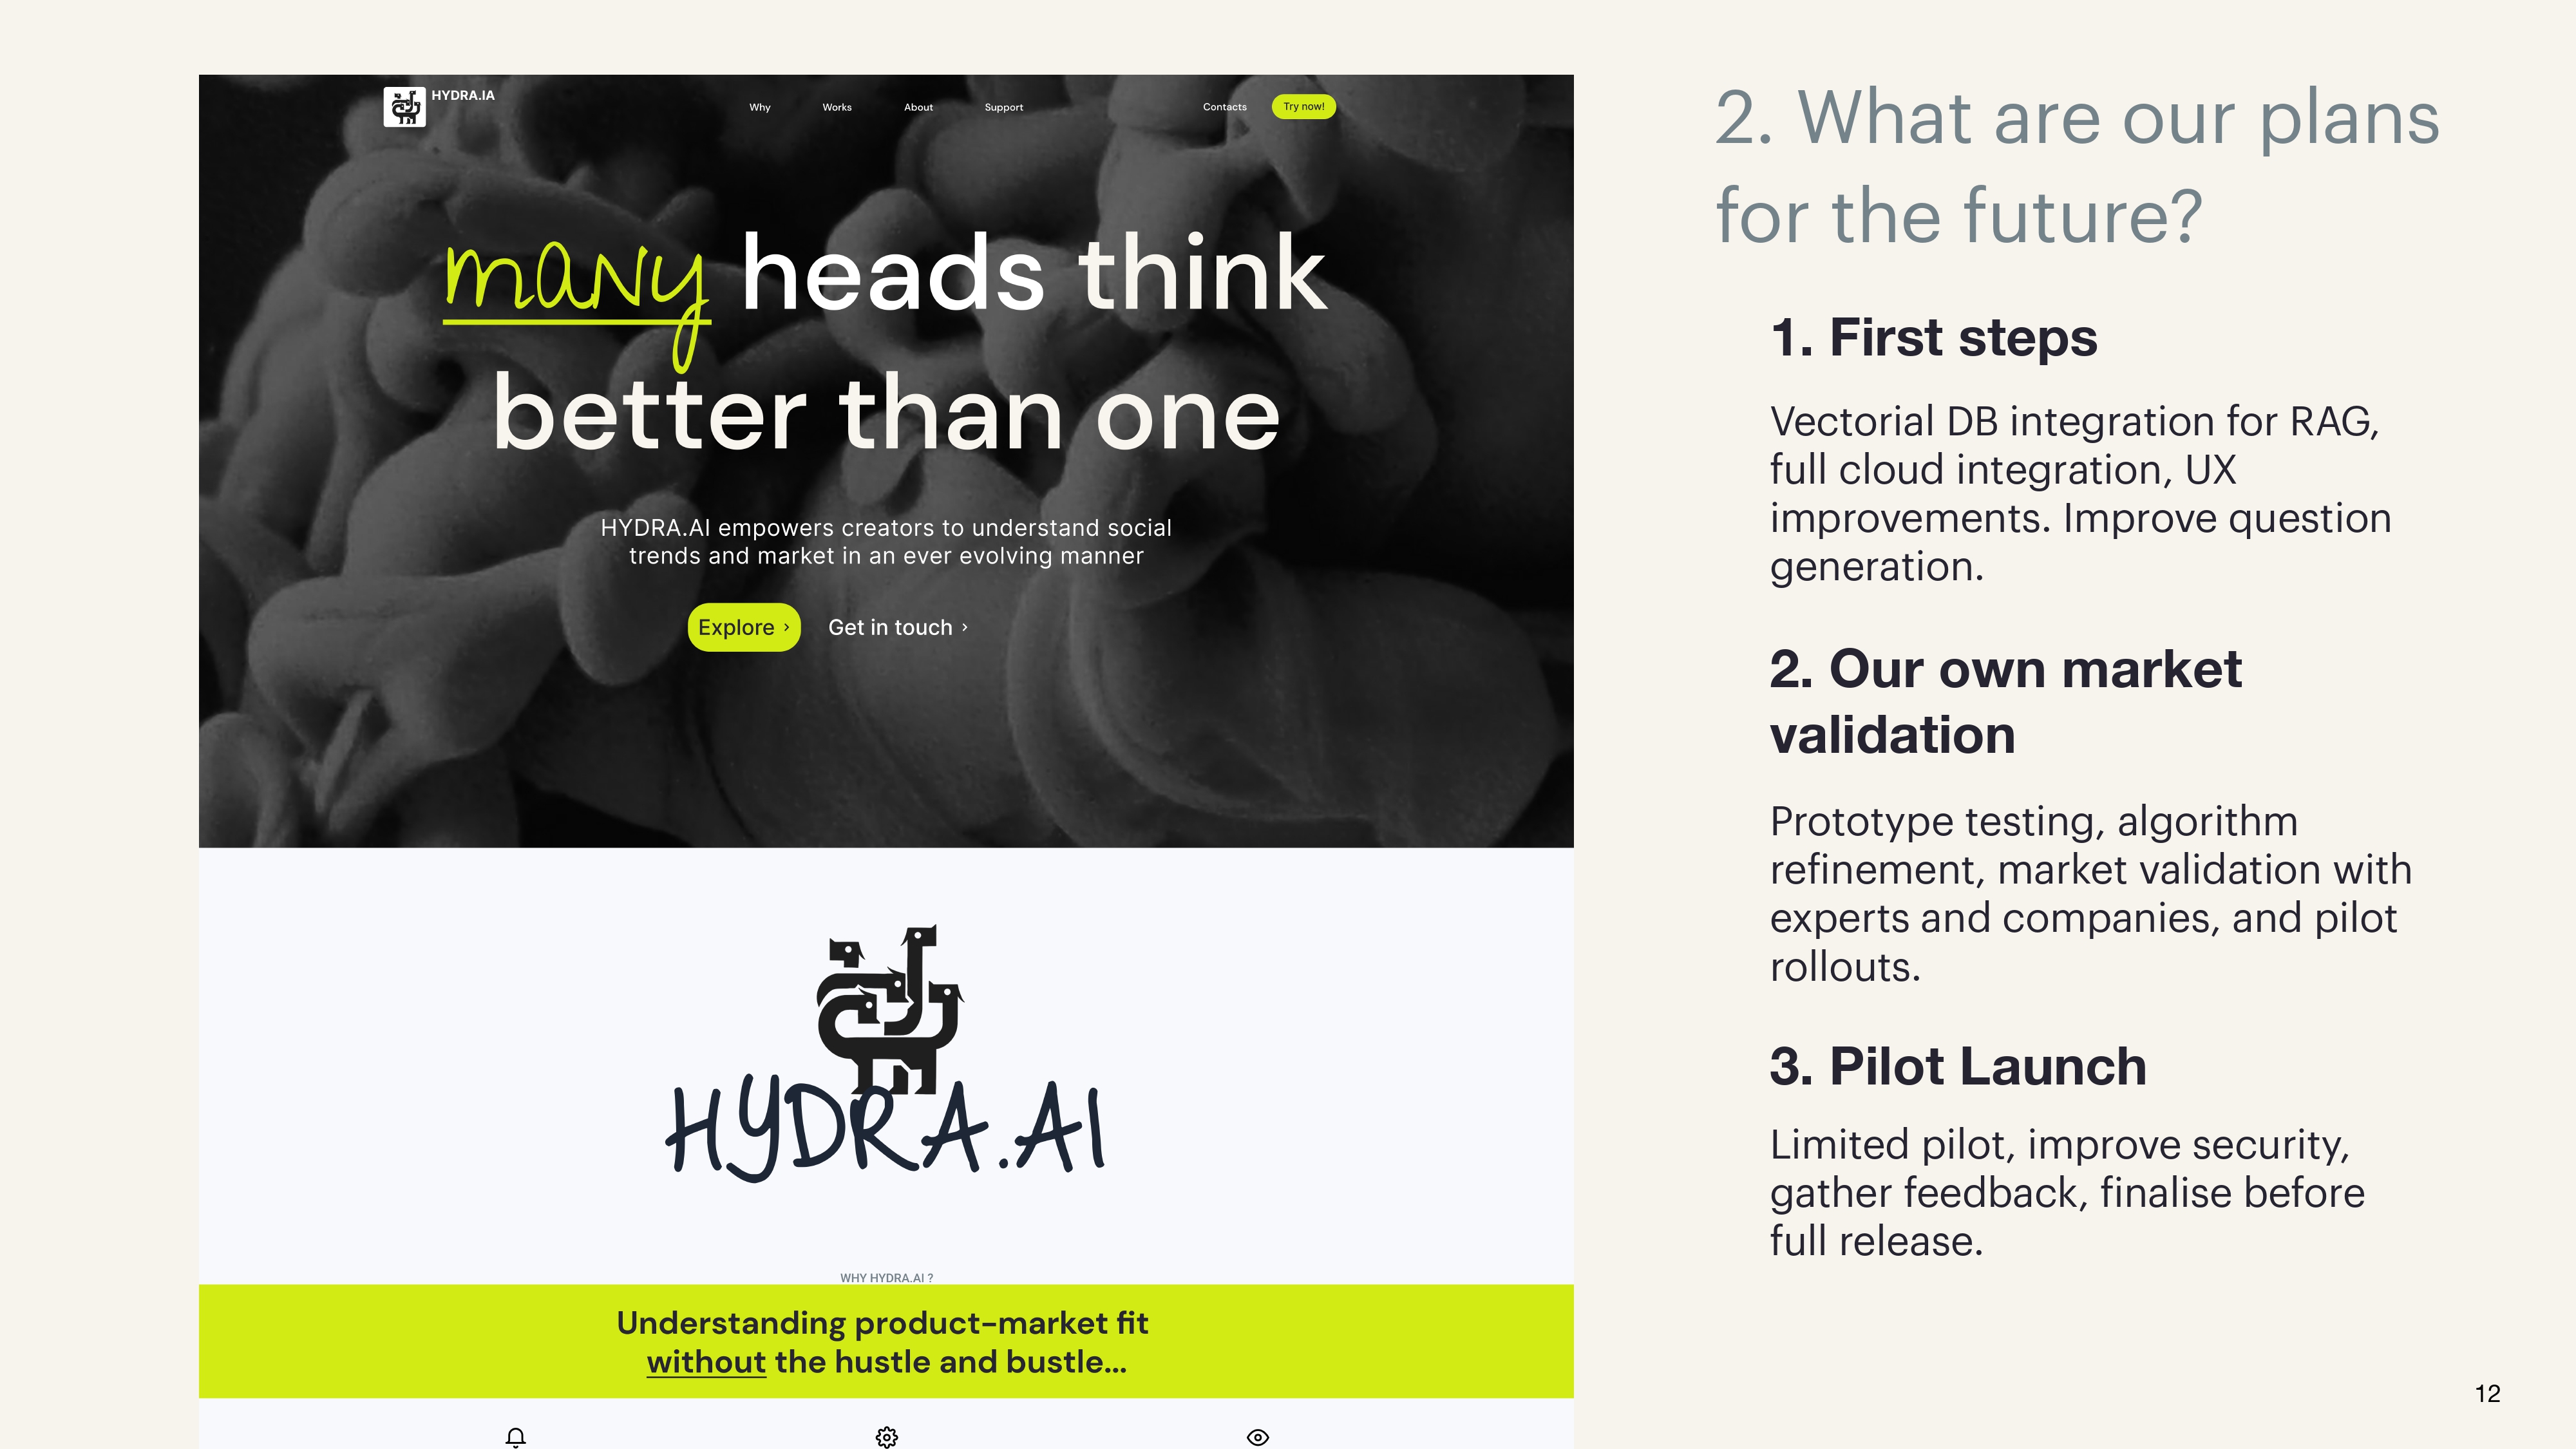 HYDRA.IA
Why
Works
About
Support
Contacts
Try now!
many heads think
better than one
HYDRA.AI empowers creators to understand social
trends and market in an ever evolving manner
Explore ›
Get in touch ›
HYDRA.AI
WHY HYDRA.AI ?
Understanding product-market fit
without the hustle and bustle...
2. What are our plans
for the future?
1. First steps
Vectorial DB integration for RAG,
full cloud integration, UX
improvements. Improve question
generation.
2. Our own market
validation
Prototype testing, algorithm
refinement, market validation with
experts and companies, and pilot
rollouts.
3. Pilot Launch
Limited pilot, improve security,
gather feedback, finalise before
full release.
12